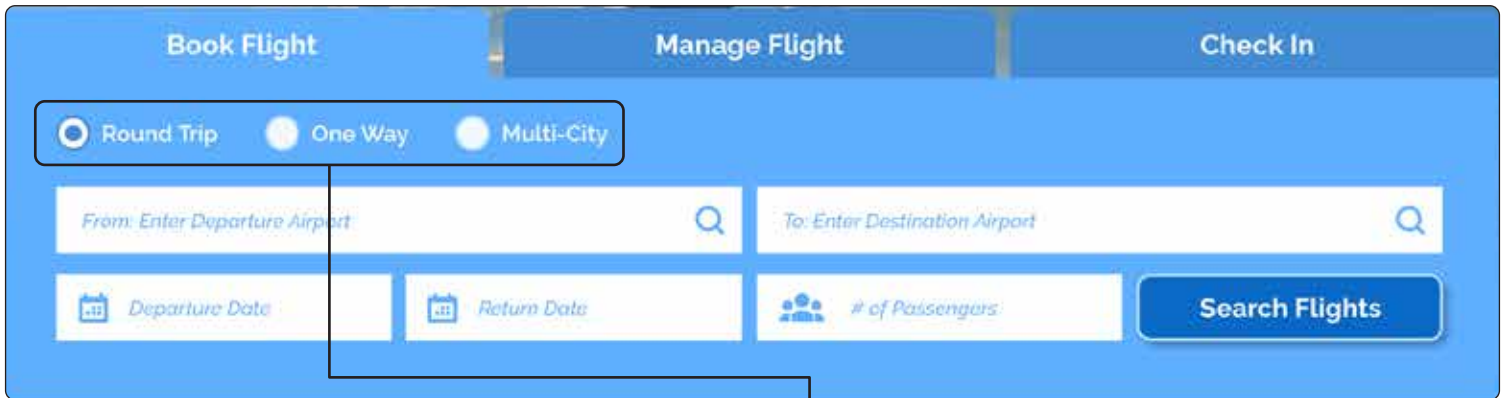 Book Flight Manage Flight Check In
Round Trip One Way Multi-City
From: Enter Departure Airport To: Enter Destination Airport
Departure Date Return Date # of Passengers Search Flights